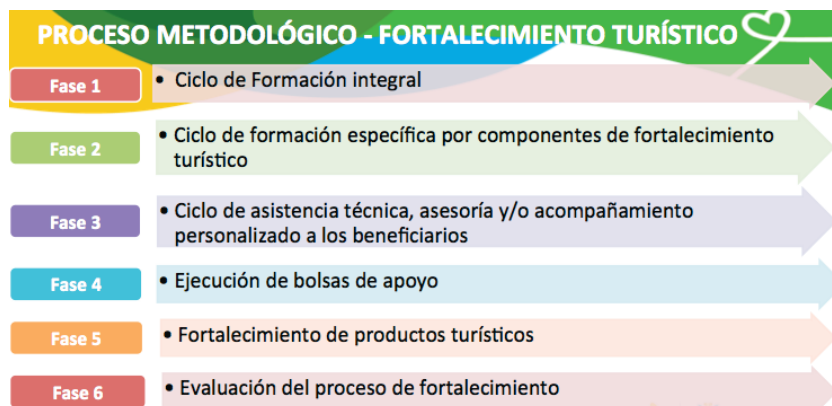 PROCESO METODOLÓGICO - FORTALECIMIENTO TURÍSTICO
Fase 1
• Ciclo de Formación integral
Fase 2
• Ciclo de formación específica por componentes de fortalecimiento
turístico
Fase 3
• Ciclo de asistencia técnica, asesoría y/o acompañamiento
personalizado a los beneficiarios
Fase 4
• Ejecución de bolsas de apoyo
Fase 5
• Fortalecimiento de productos turísticos
Fase 6
• Evaluación del proceso de fortalecimiento